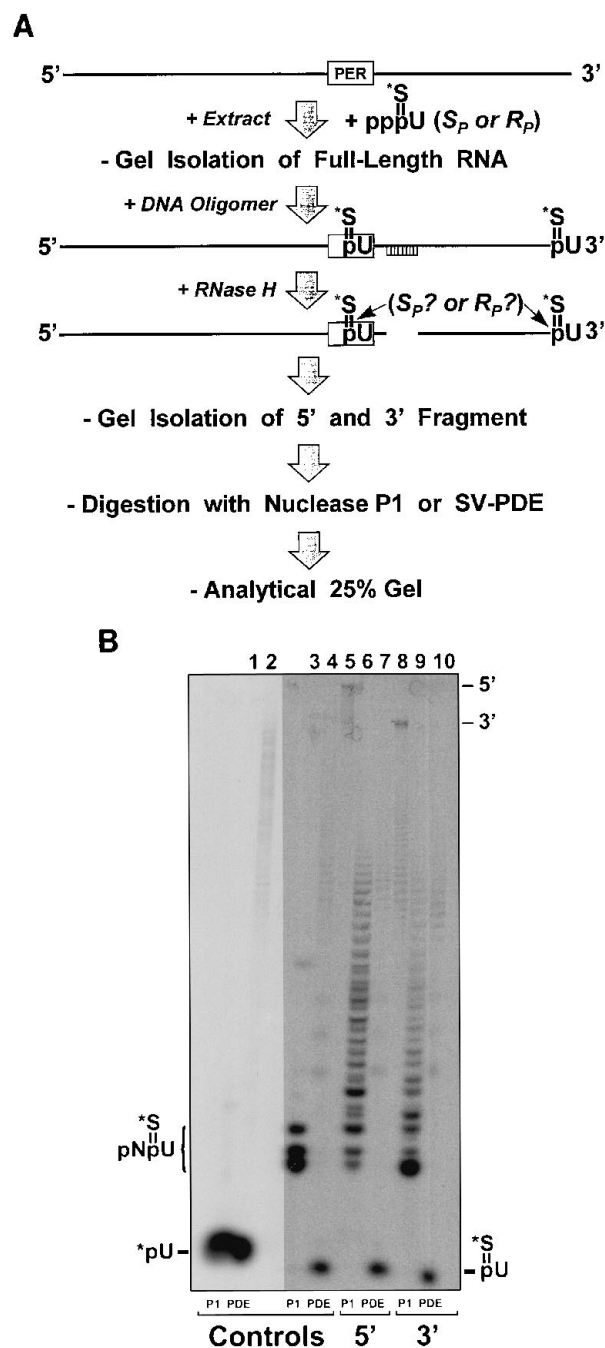 A
5' PER 3'
*S
+ Extract + pppU (Sp or Rp)
- Gel Isolation of Full-Length RNA
+ DNA Oligomer
*S *S
pU pU 3'
+ RNase H
*S (Sp? or Rp?) *S
5' pU pU 3'
- Gel Isolation of 5' and 3' Fragment
- Digestion with Nuclease P1 or SV-PDE
- Analytical 25% Gel
B
1 2 3 4 5 6 7 8 9 10
- 5'
- 3'
*S
pNpU
*pU
*S
pU
P1 PDE P1 PDE P1 PDE P1 PDE
Controls 5' 3'